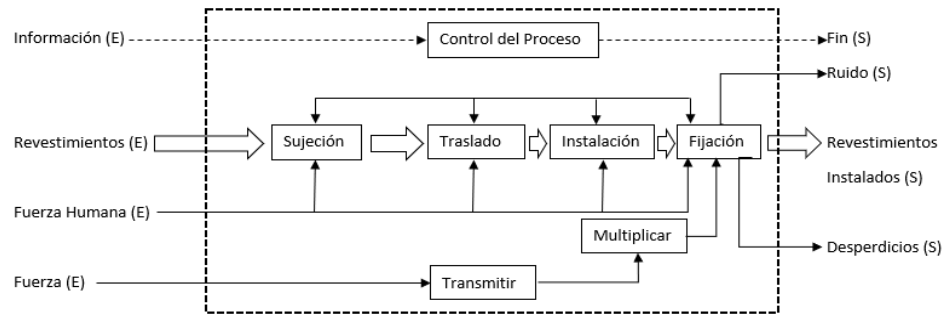 Información (E)
Control del Proceso
Fin (S)
Ruido (S)
Revestimientos (E)
Sujeción
Traslado
Instalación
Fijación
Revestimientos
Instalados (S)
Fuerza Humana (E)
Multiplicar
Desperdicios (S)
Fuerza (E)
Transmitir